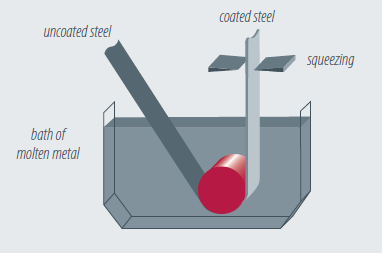 coated steel
uncoated steel
squeezing
bath of
molten metal